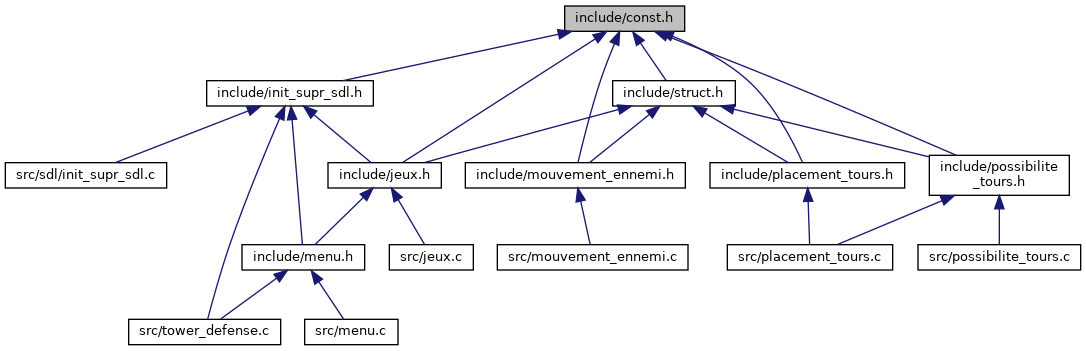 include/const.h
include/init_supr_sdl.h
include/struct.h
src/sdl/init_supr_sdl.c
include/jeux.h
include/mouvement_ennemi.h
include/placement_tours.h
include/possibilite
_tours.h
include/menu.h
src/jeux.c
src/mouvement_ennemi.c
src/placement_tours.c
src/possibilite_tours.c
src/tower_defense.c
src/menu.c